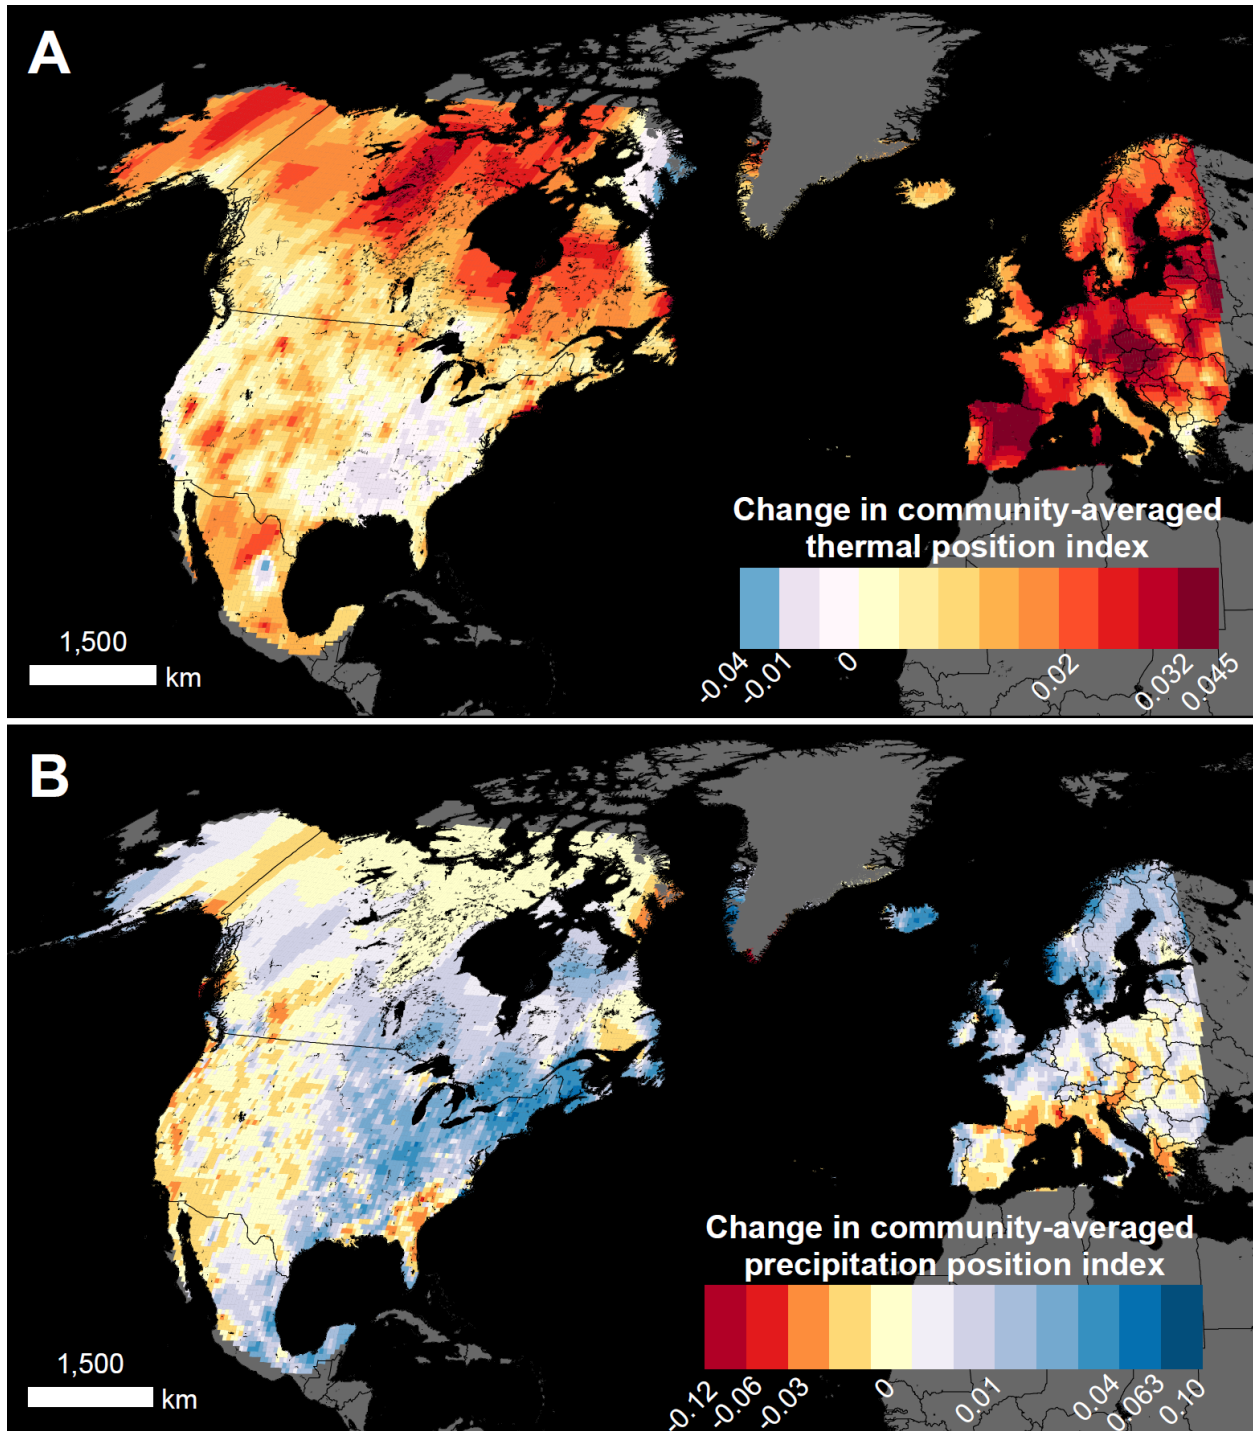 A
Change in community-averaged
thermal position index
-0.04
-0.01
0
0.02
0.032
0.045
1,500
km
B
Change in community-averaged
precipitation position index
-0.12
-0.06
-0.03
0
0.01
0.04
0.063
0.10
1,500
km